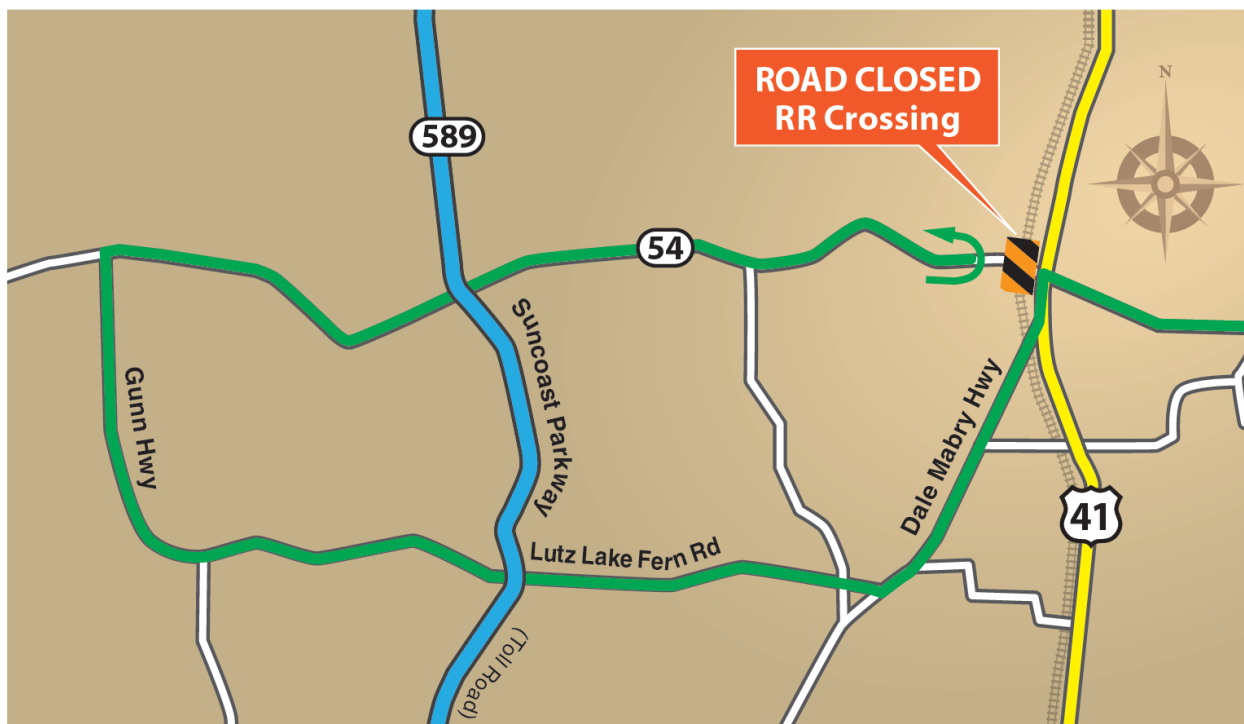 ROAD CLOSED
RR Crossing
N
589
54
Suncoast Parkway
Gunn Hwy
Dale Mabry Hwy
41
Lutz Lake Fern Rd
(Toll Road)